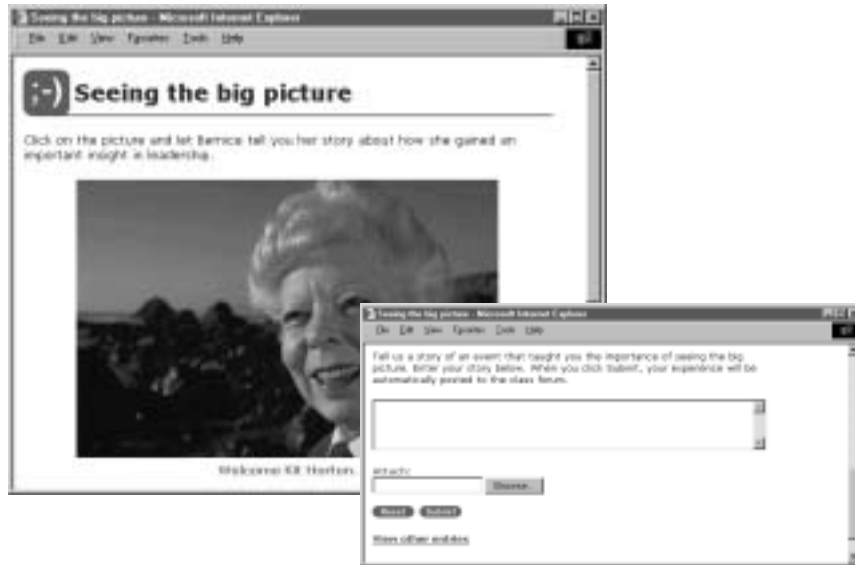 Seeing the big picture - Microsoft Internet Explorer
File Edit View Favorites Tools Help
;-) Seeing the big picture
Click on the picture and let Bernice tell you her story about how she gained an
important insight in leadership.
Welcome Kit Horton.
Seeing the big picture - Microsoft Internet Explorer
File Edit View Favorites Tools Help
Tell us a story of an event that taught you the importance of seeing the big
picture. Enter your story below. When you click Submit, your experience will be
automatically posted to the class forum.
Attach:
Browse...
Reset Submit
View other entries